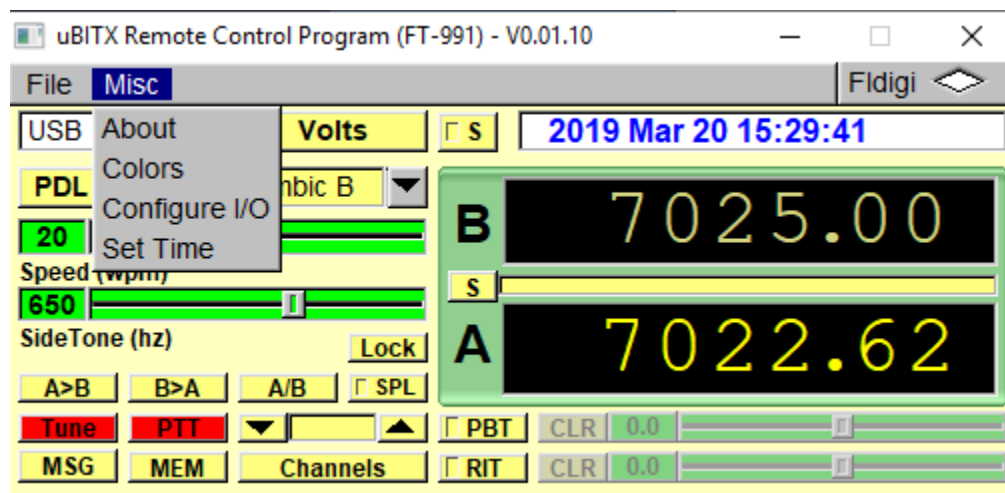 uBITX Remote Control Program (FT-991) - V0.01.10
File Misc Fldigi
USB Volts S 2019 Mar 20 15:29:41
About
Colors
Configure I/O
Set Time
PDL B
20
Speed (wpm)
650
SideTone (hz)
Lock
B 7025.00
S
A 7022.62
A>B B>A A/B SPL
Tune PTT PBT CLR 0.0
MSG MEM Channels RIT CLR 0.0